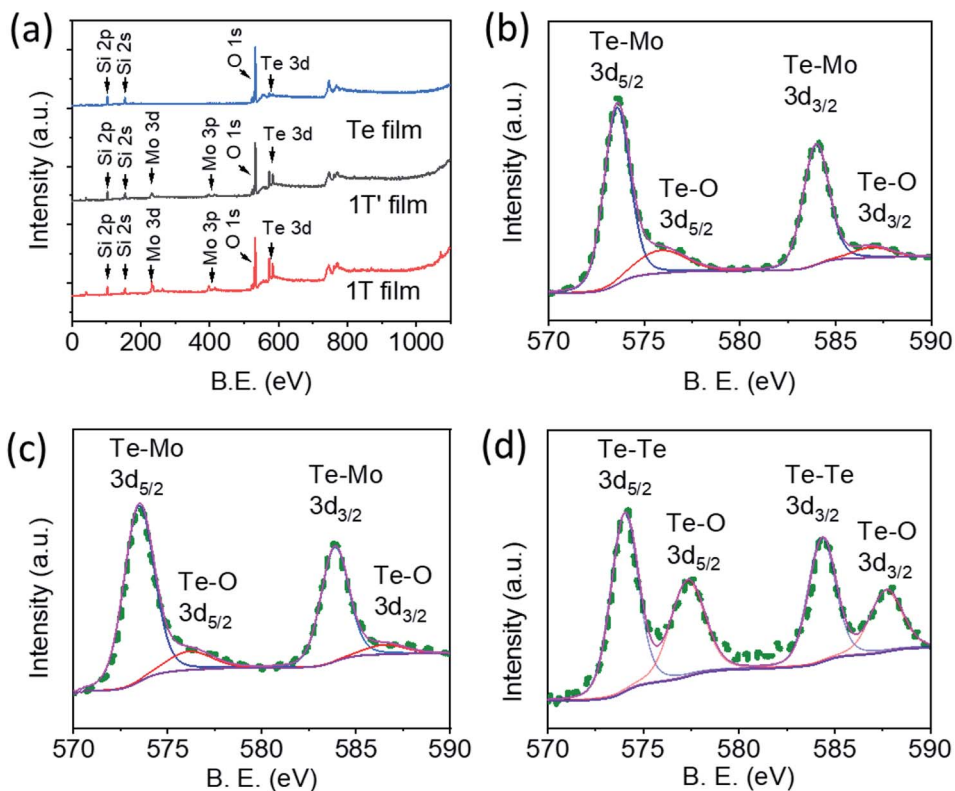 (a)
Si 2p
Si 2s
O 1s
Te 3d
Te film
Si 2p
Si 2s
Mo 3d
Mo 3p
O 1s
Te 3d
1T' film
Si 2p
Si 2s
Mo 3d
Mo 3p
O 1s
Te 3d
1T film
Intensity (a.u.)
0 200 400 600 800 1000
B.E. (eV)
(b)
Te-Mo
3d5/2
Te-Mo
3d3/2
Te-O
3d5/2
Te-O
3d3/2
Intensity (a.u.)
570 575 580 585 590
B. E. (eV)
(c)
Te-Mo
3d5/2
Te-Mo
3d3/2
Te-O
3d5/2
Te-O
3d3/2
Intensity (a.u.)
570 575 580 585 590
B. E. (eV)
(d)
Te-Te
3d5/2
Te-O
3d5/2
Te-Te
3d3/2
Te-O
3d3/2
Intensity (a.u.)
570 575 580 585 590
B. E. (eV)